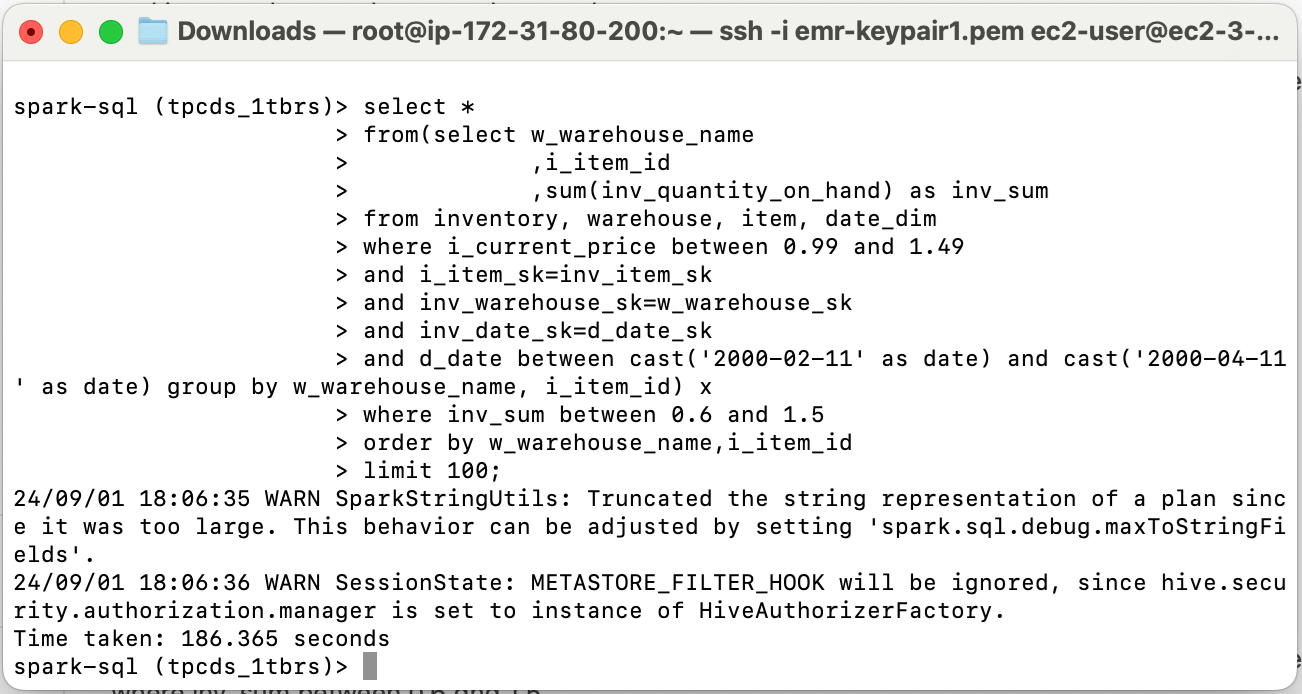 Downloads — root@ip-172-31-80-200:~ — ssh -i emr-keypair1.pem ec2-user@ec2-3-...
spark-sql (tpcds_1tbrs)> select *
> from(select w_warehouse_name
> ,i_item_id
> ,sum(inv_quantity_on_hand) as inv_sum
> from inventory, warehouse, item, date_dim
> where i_current_price between 0.99 and 1.49
> and i_item_sk=inv_item_sk
> and inv_warehouse_sk=w_warehouse_sk
> and inv_date_sk=d_date_sk
> and d_date between cast('2000-02-11' as date) and cast('2000-04-11
' as date) group by w_warehouse_name, i_item_id) x
> where inv_sum between 0.6 and 1.5
> order by w_warehouse_name,i_item_id
> limit 100;
24/09/01 18:06:35 WARN SparkStringUtils: Truncated the string representation of a plan sinc
e it was too large. This behavior can be adjusted by setting 'spark.sql.debug.maxToStringFi
elds'.
24/09/01 18:06:36 WARN SessionState: METASTORE_FILTER_HOOK will be ignored, since hive.secu
rity.authorization.manager is set to instance of HiveAuthorizerFactory.
Time taken: 186.365 seconds
spark-sql (tpcds_1tbrs)>